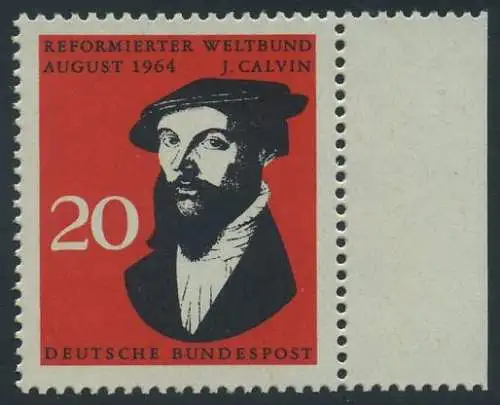 REFORMIERTER WELTBUND
AUGUST 1964 J. CALVIN
20
DEUTSCHE BUNDESPOST